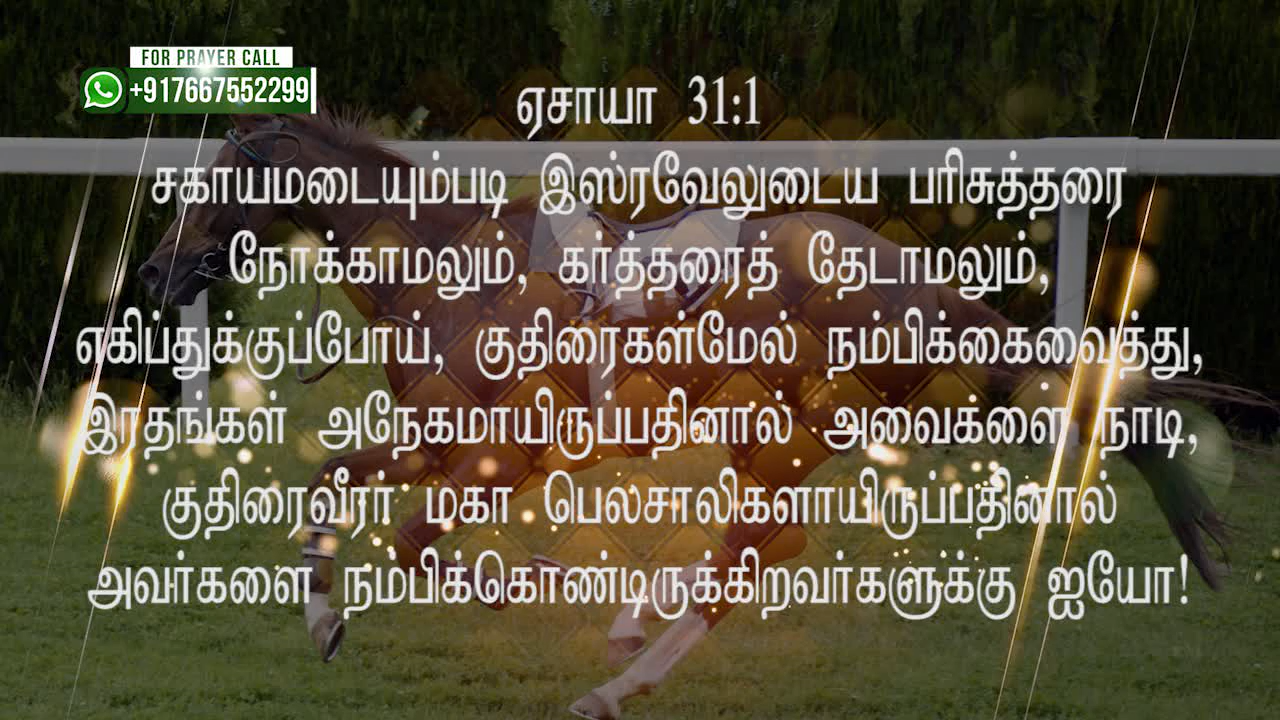 FOR PRAYER CALL
+917667552299
ஏசாயா 31:1
சகாயமடையும்படி இஸ்ரவேலுடைய பரிசுத்தரை
நோக்காமலும், கர்த்தரைத் தேடாமலும்,
எகிப்துக்குப்போய், குதிரைகள்மேல் நம்பிக்கைவைத்து,
இரதங்கள் அநேகமாயிருப்பதினால் அவைகளை நாடி,
குதிரைவீரர் மகா பெலசாலிகளாயிருப்பதினால்
அவர்களை நம்பிக்கொண்டிருக்கிறவர்களுக்கு ஐயோ!